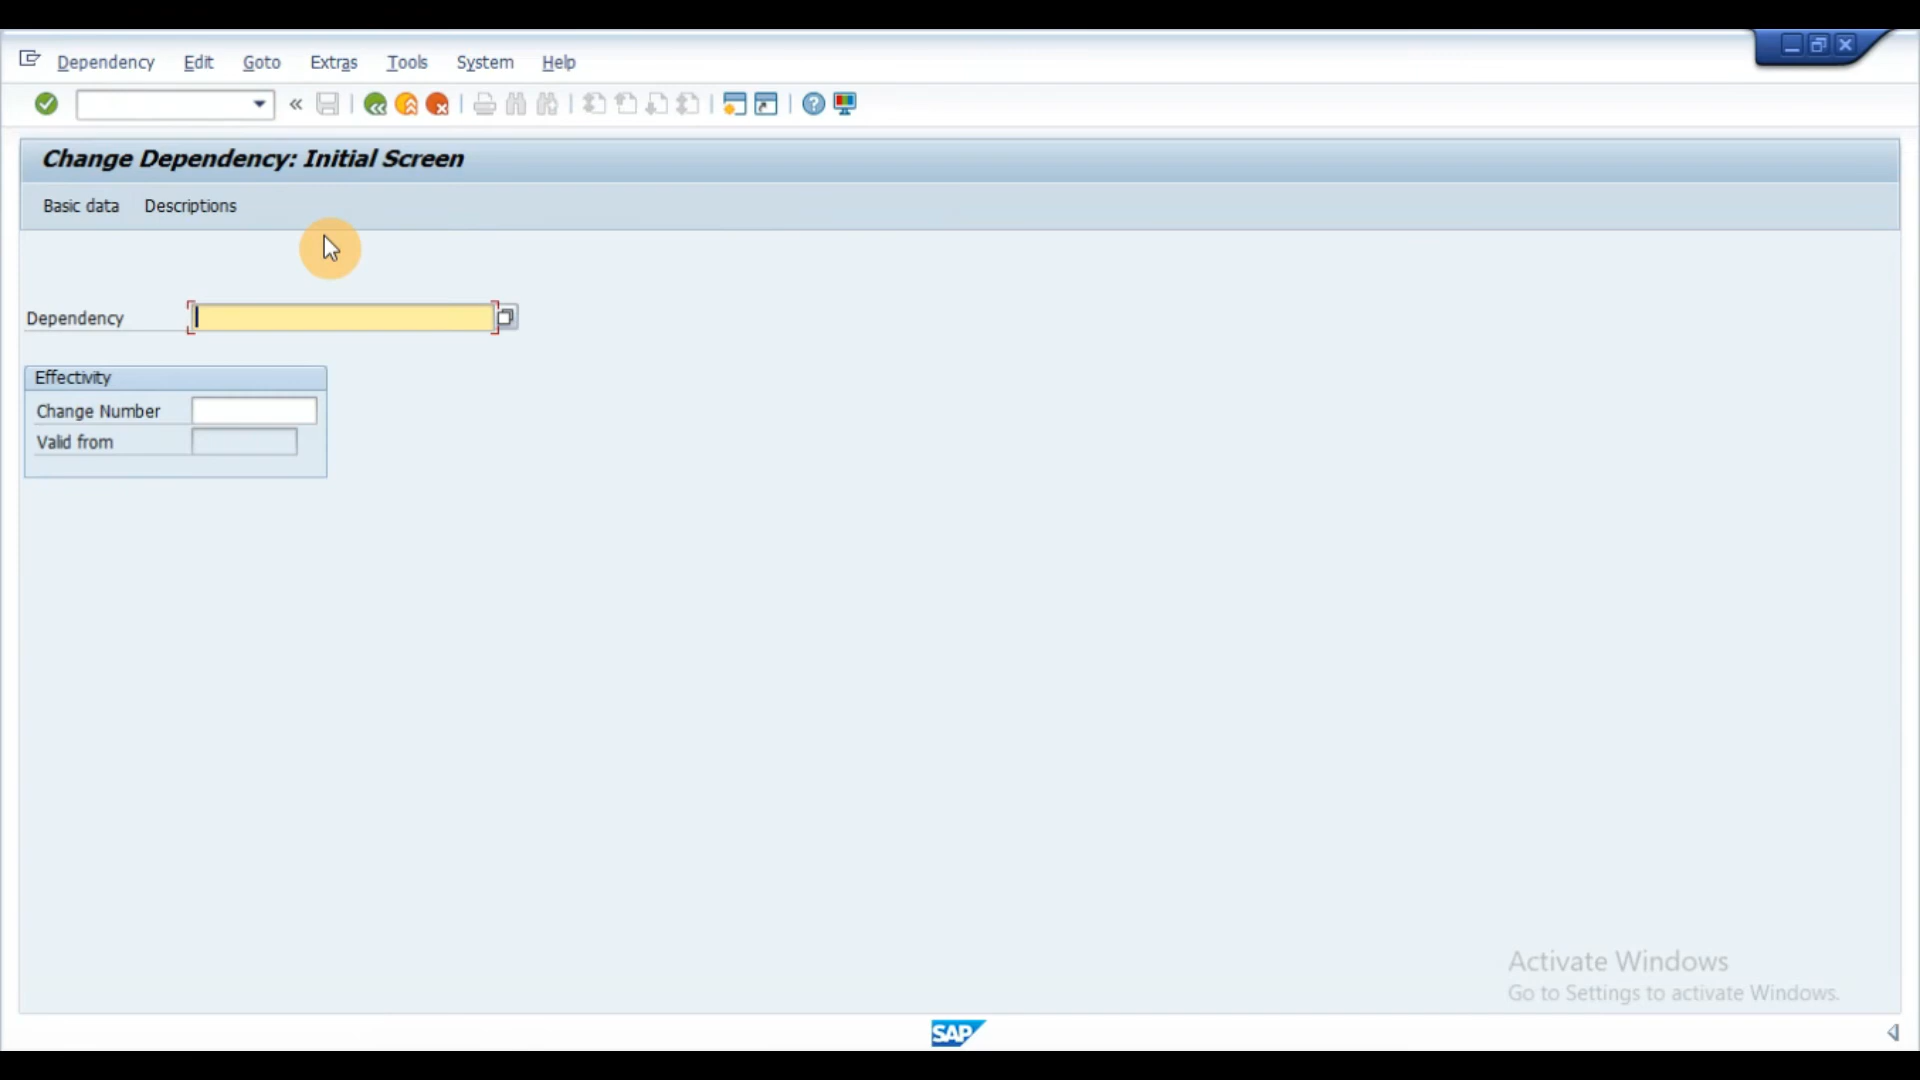 Dependency Edit Goto Extras Tools System Help
Change Dependency: Initial Screen
Basic data Descriptions
Dependency
Effectivity
Change Number
Valid from
Activate Windows
Go to Settings to activate Windows.
SAP